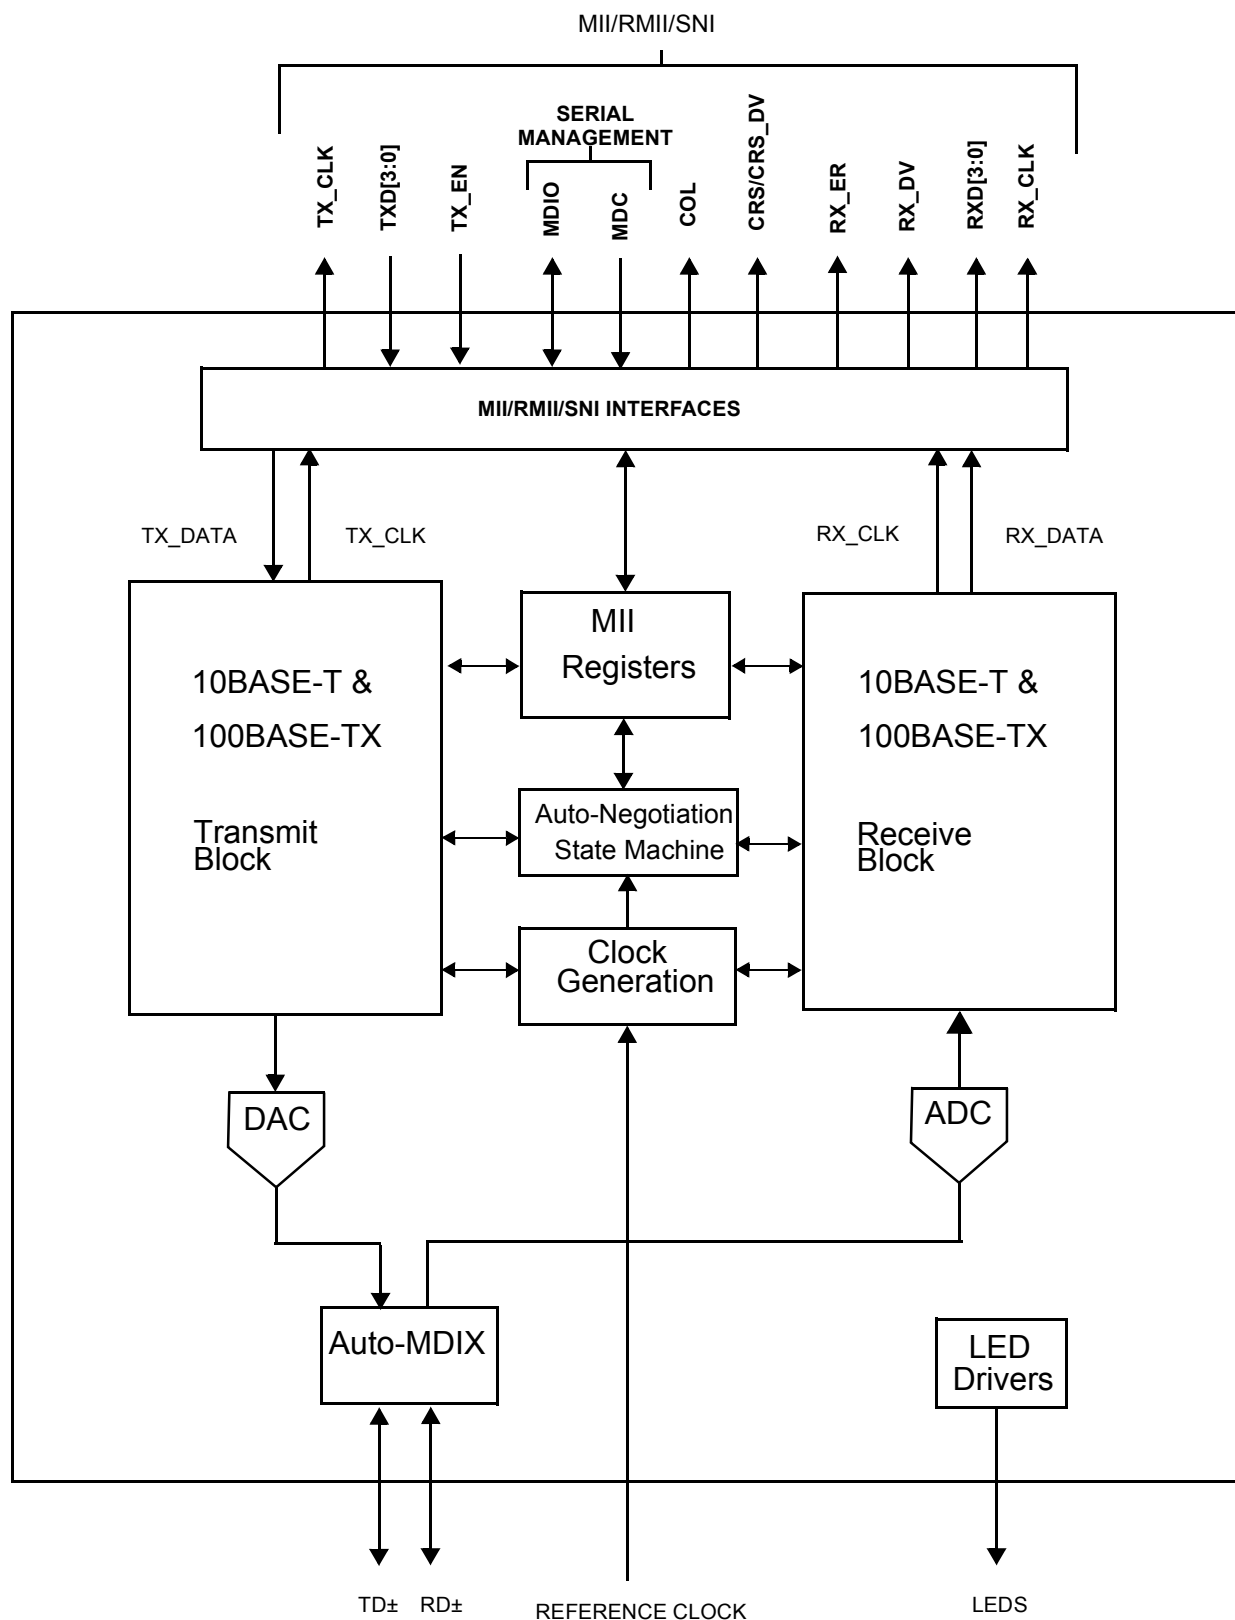 MII/RMII/SNI
SERIAL
MANAGEMENT
TX_CLK
TXD[3:0]
TX_EN
MDIO
MDC
COL
CRS/CRS_DV
RX_ER
RX_DV
RXD[3:0]
RX_CLK
MII/RMII/SNI INTERFACES
TX_DATA
TX_CLK
RX_CLK
RX_DATA
10BASE-T &
100BASE-TX
Transmit
Block
MII
Registers
Auto-Negotiation
State Machine
Clock
Generation
10BASE-T &
100BASE-TX
Receive
Block
DAC
ADC
Auto-MDIX
LED
Drivers
TD±
RD±
REFERENCE CLOCK
LEDS